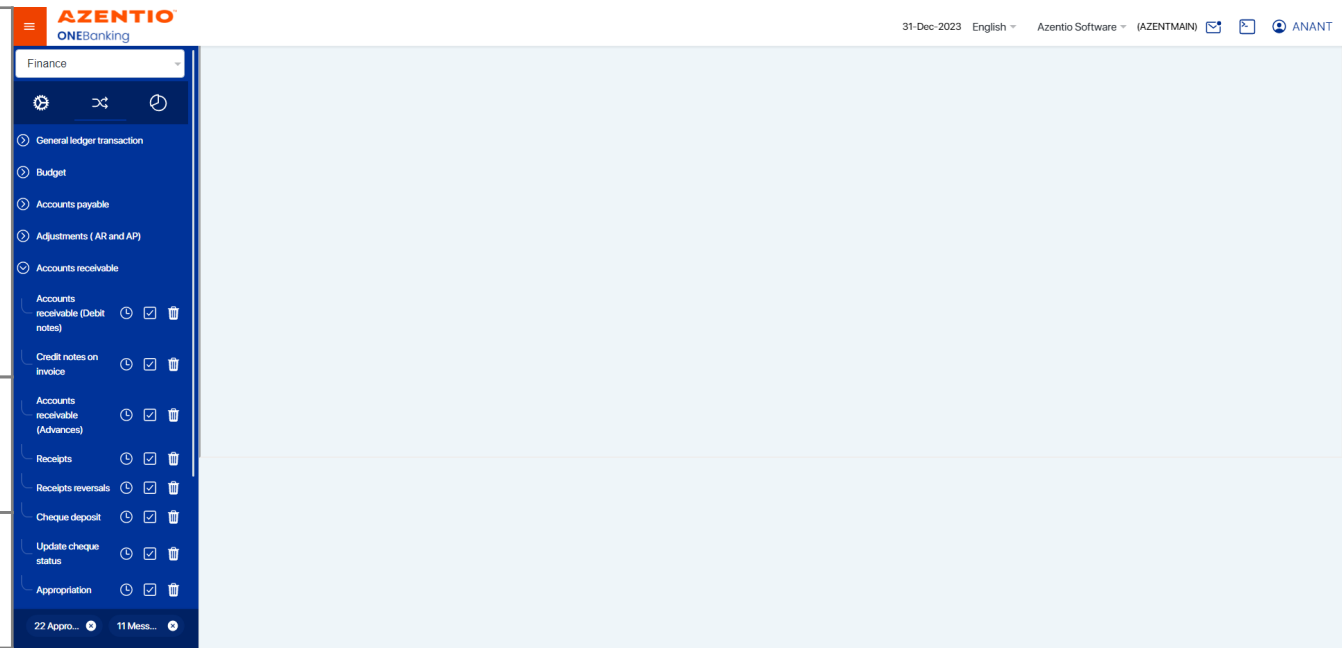 AZENTIO
ONEBanking
31-Dec-2023 English Azentio Software (AZENTMAIN) ANANT
Finance
General ledger transaction
Budget
Accounts payable
Adjustments ( AR and AP)
Accounts receivable
Accounts
receivable (Debit
notes)
Credit notes on
invoice
Accounts
receivable
(Advances)
Receipts
Receipts reversals
Cheque deposit
Update cheque
status
Appropriation
22 Appro... 11 Mess...